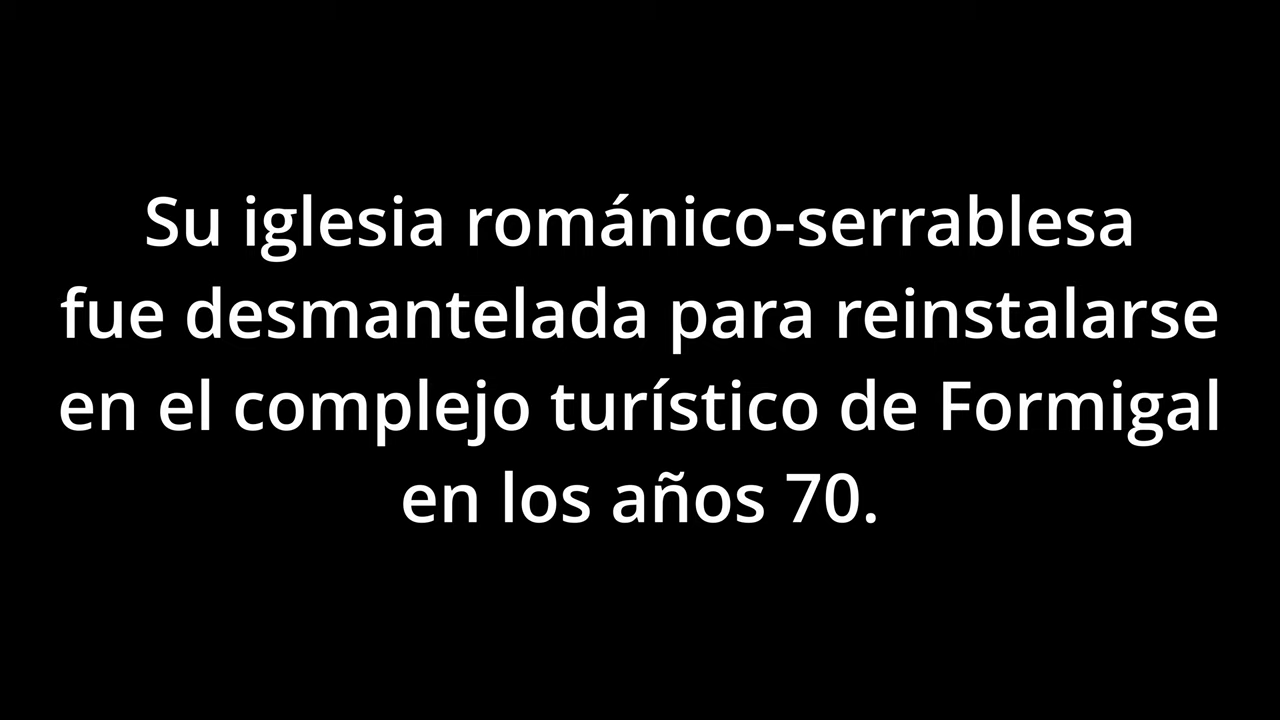 Su iglesia románico-serrablesa
fue desmantelada para reinstalarse
en el complejo turístico de Formigal
en los años 70.